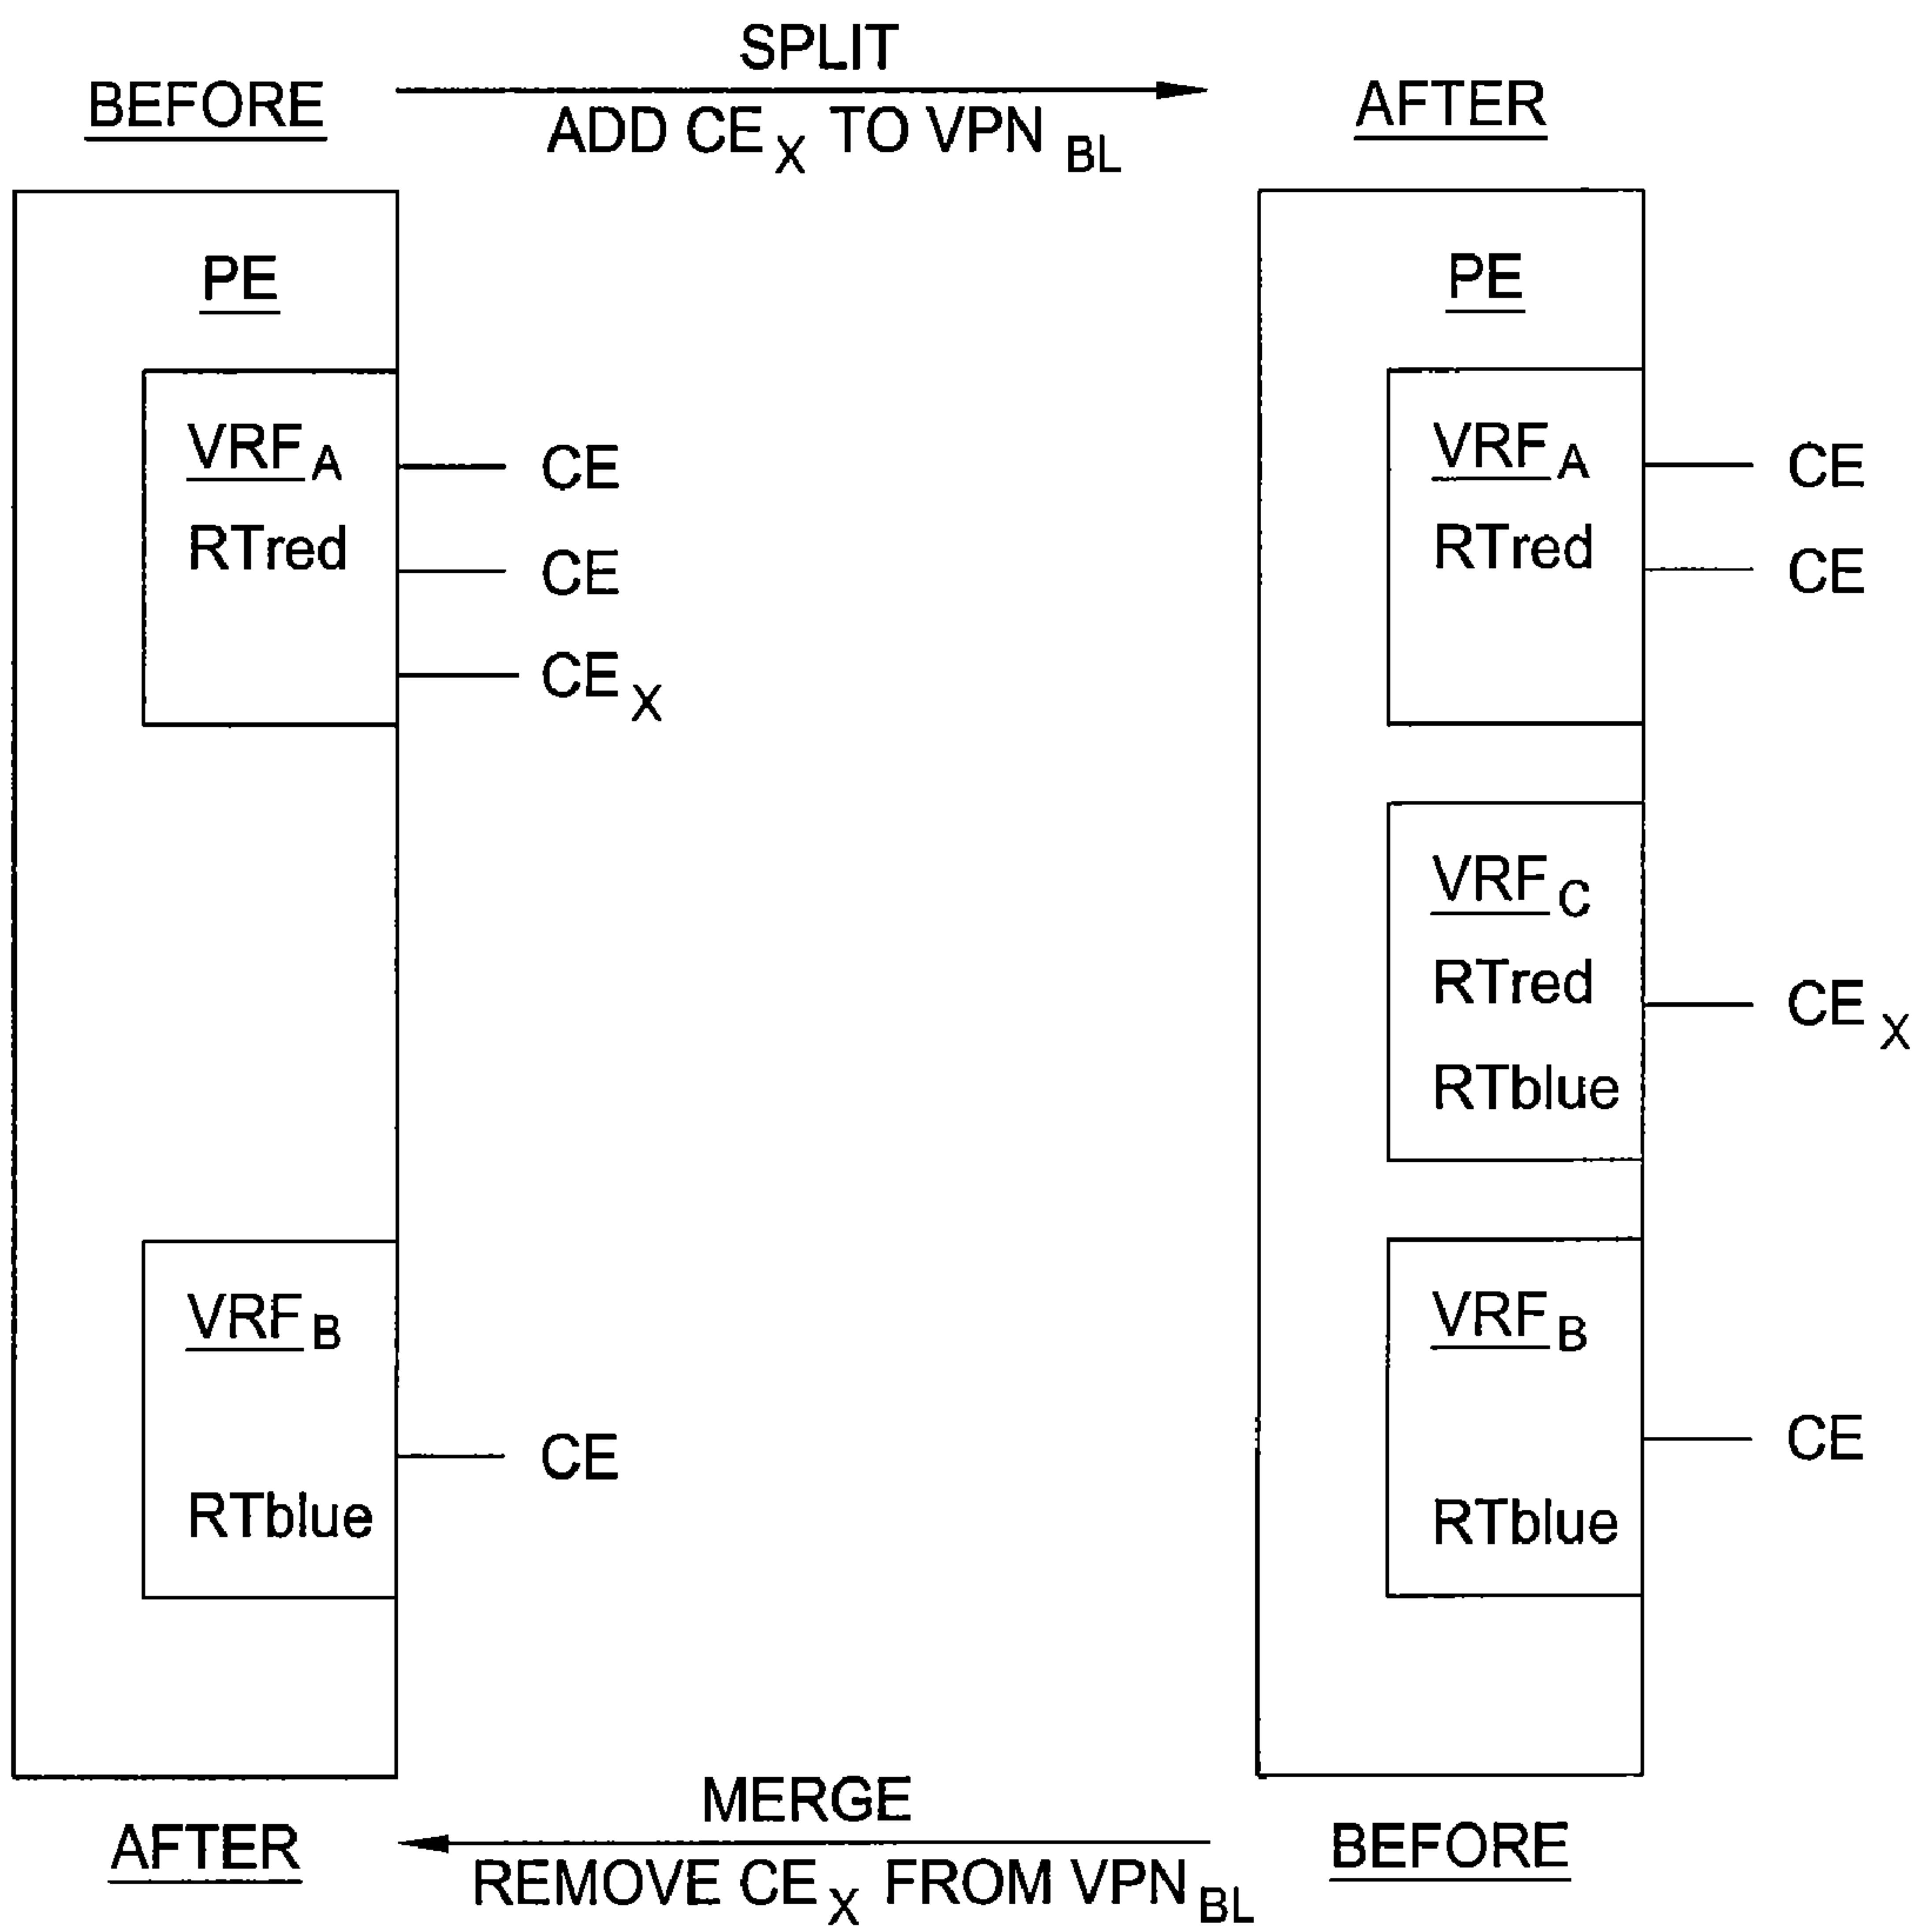 SPLIT
BEFORE
AFTER
ADD CE X TO VPN BL
PE
VRF A
RTred
CE
CE
CE X
VRF B
RTblue
CE
PE
VRF A
RTred
CE
CE
VRF C
RTred
RTblue
CE X
VRF B
RTblue
CE
MERGE
AFTER
BEFORE
REMOVE CE X FROM VPN BL